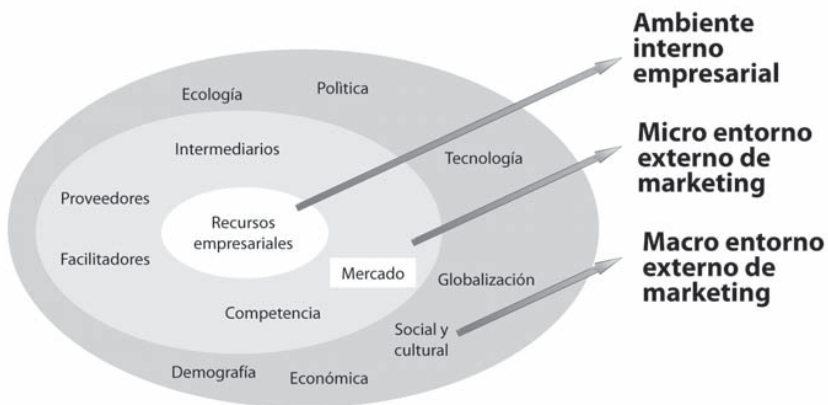 Ambiente
interno
empresarial
Ecología
Polìtica
Intermediarios
Micro entorno
externo de
marketing
Tecnología
Proveedores
Recursos
empresariales
Facilitadores
Mercado
Globalización
Macro entorno
externo de
marketing
Competencia
Social y
cultural
Demografía
Económica